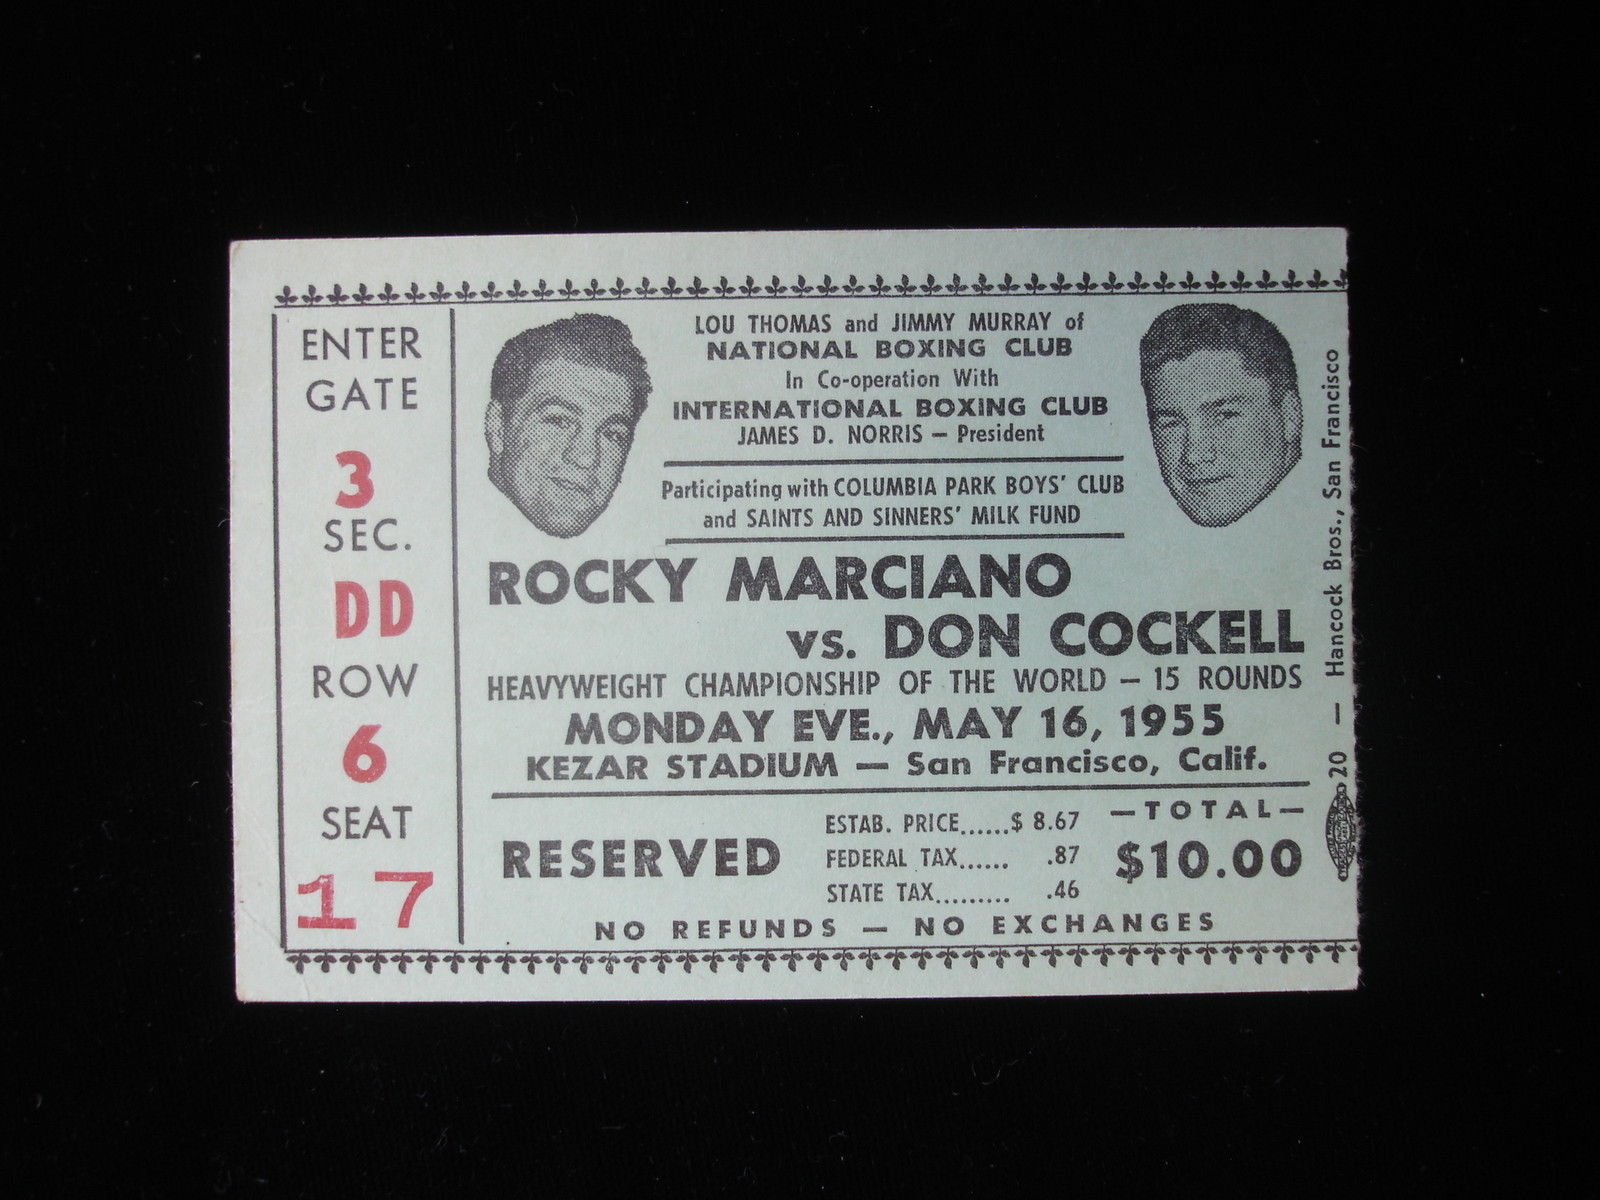 ENTER
GATE
3
SEC.
DD
ROW
6
SEAT
17
LOU THOMAS and JIMMY MURRAY of
NATIONAL BOXING CLUB
In Co-operation With
INTERNATIONAL BOXING CLUB
JAMES D. NORRIS — President
Participating with COLUMBIA PARK BOYS' CLUB
and SAINTS AND SINNERS' MILK FUND
ROCKY MARCIANO
vs. DON COCKELL
HEAVYWEIGHT CHAMPIONSHIP OF THE WORLD — 15 ROUNDS
MONDAY EVE., MAY 16, 1955
KEZAR STADIUM — San Francisco, Calif.
RESERVED
ESTAB. PRICE......$ 8.67
FEDERAL TAX...... .87
STATE TAX......... .46
—TOTAL—
$10.00
NO REFUNDS — NO EXCHANGES
20 — Hancock Bros., San Francisco